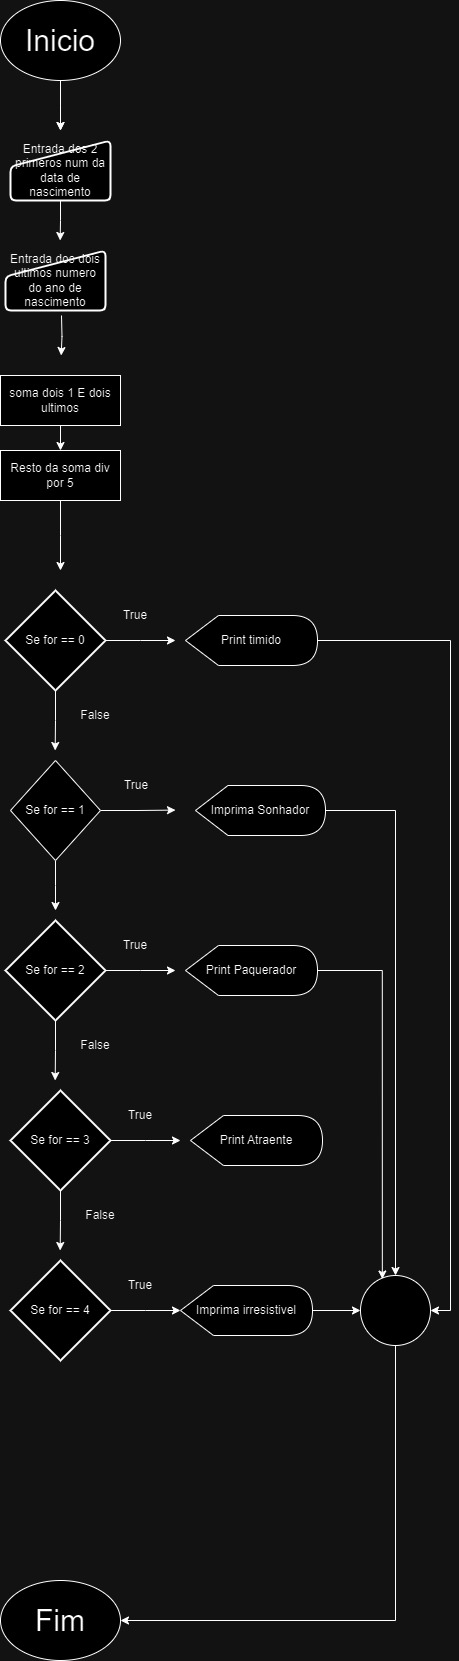 Inicio
Entrada dos 2
primeros num da
data de
nascimento
Entrada dos dois
ultimos numero
do ano de
nascimento
soma dois 1 E dois
ultimos
Resto da soma div
por 5
True
Se for == 0
Print timido
False
True
Se for == 1
Imprima Sonhador
True
Se for == 2
Print Paquerador
False
True
Se for == 3
Print Atraente
False
True
Se for == 4
Imprima irresistivel
Fim